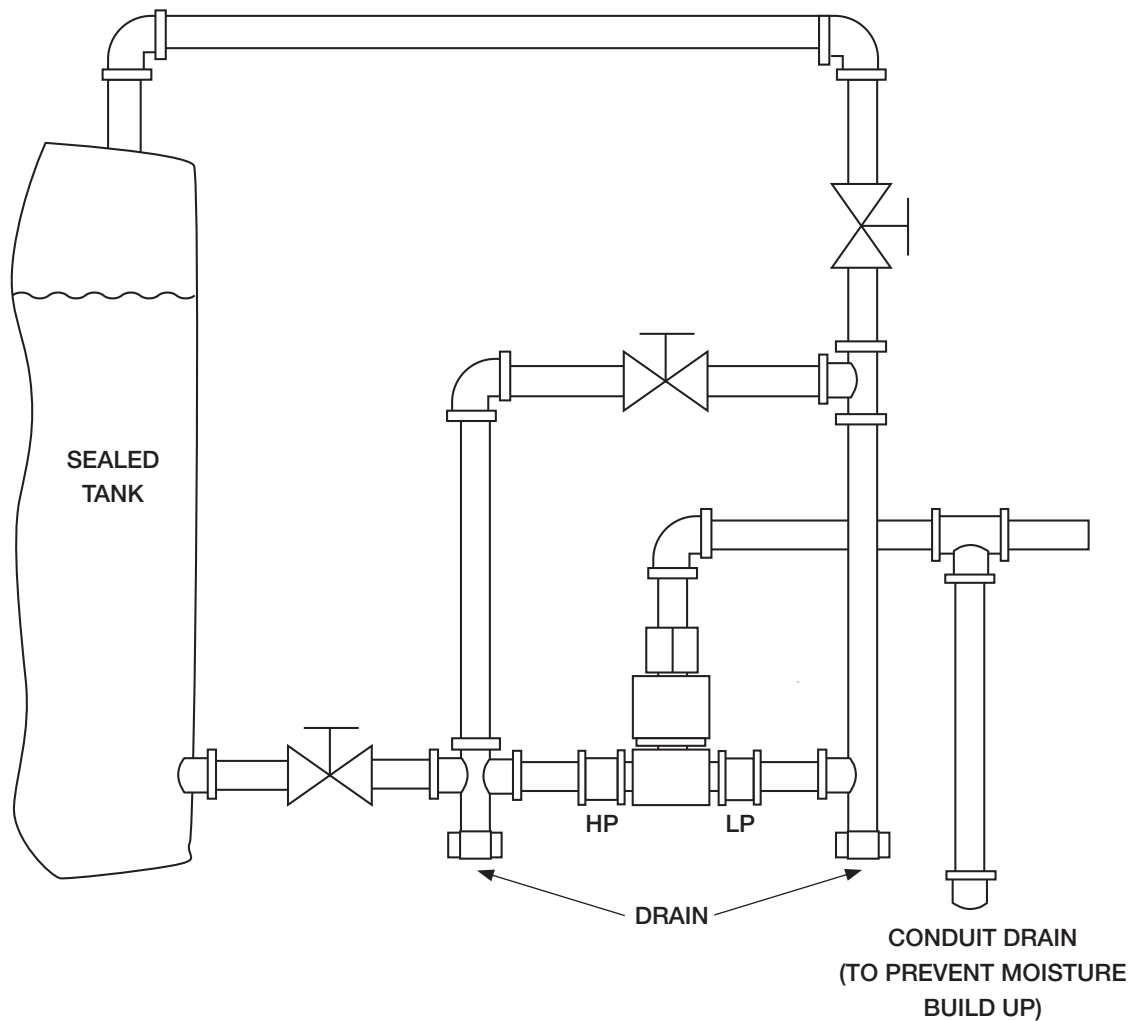 SEALED
TANK
HP
LP
DRAIN
CONDUIT DRAIN
(TO PREVENT MOISTURE
BUILD UP)